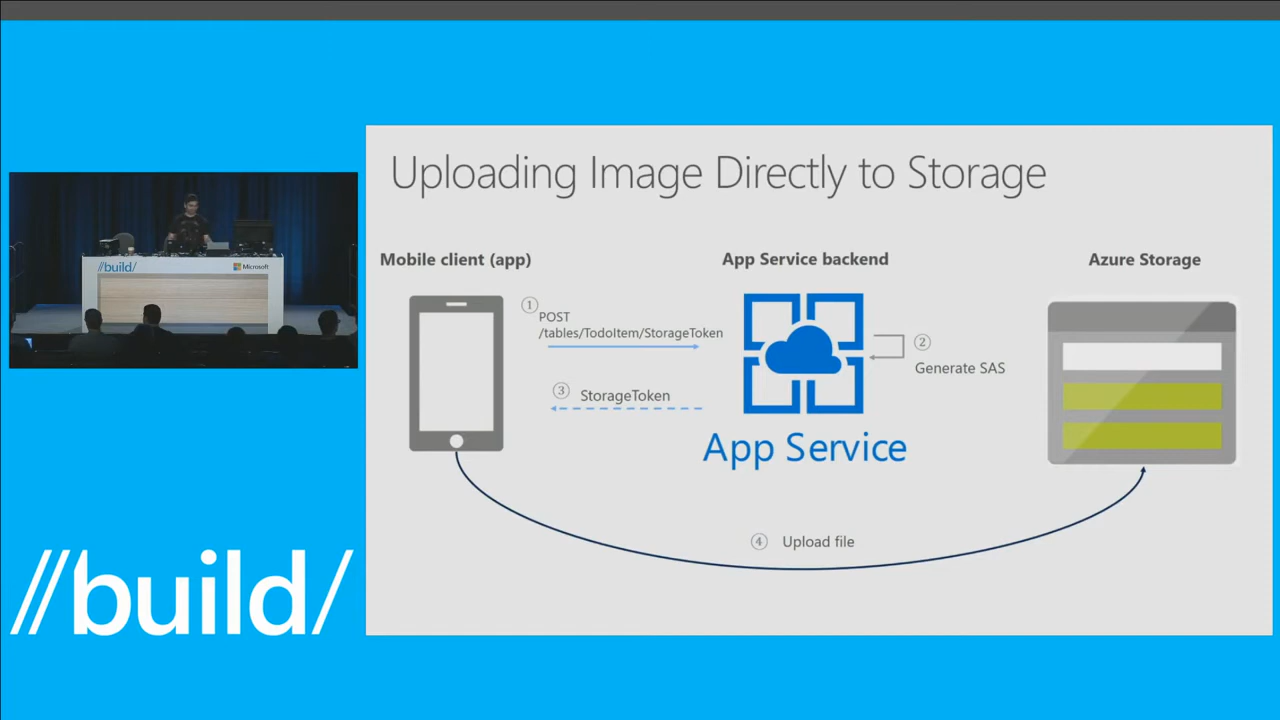 Uploading Image Directly to Storage
Mobile client (app)
App Service backend
Azure Storage
①
POST
/tables/TodoItem/StorageToken
②
Generate SAS
③ StorageToken
App Service
④ Upload file
//build/
Microsoft
//build/